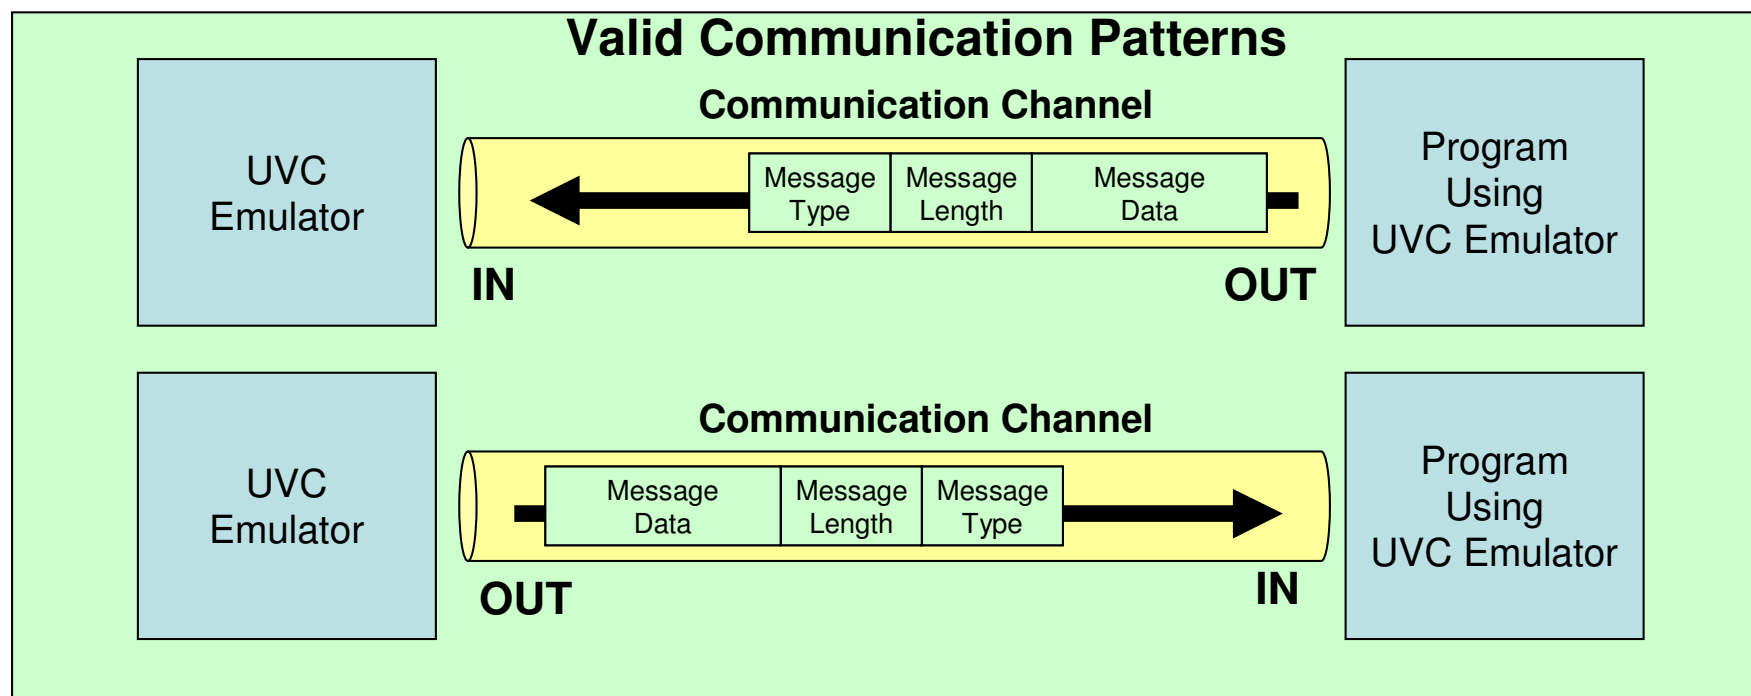 Valid Communication Patterns
UVC
Emulator
Communication Channel
Message
Type
Message
Length
Message
Data
IN
OUT
Program
Using
UVC Emulator
UVC
Emulator
Communication Channel
Message
Data
Message
Length
Message
Type
OUT
IN
Program
Using
UVC Emulator